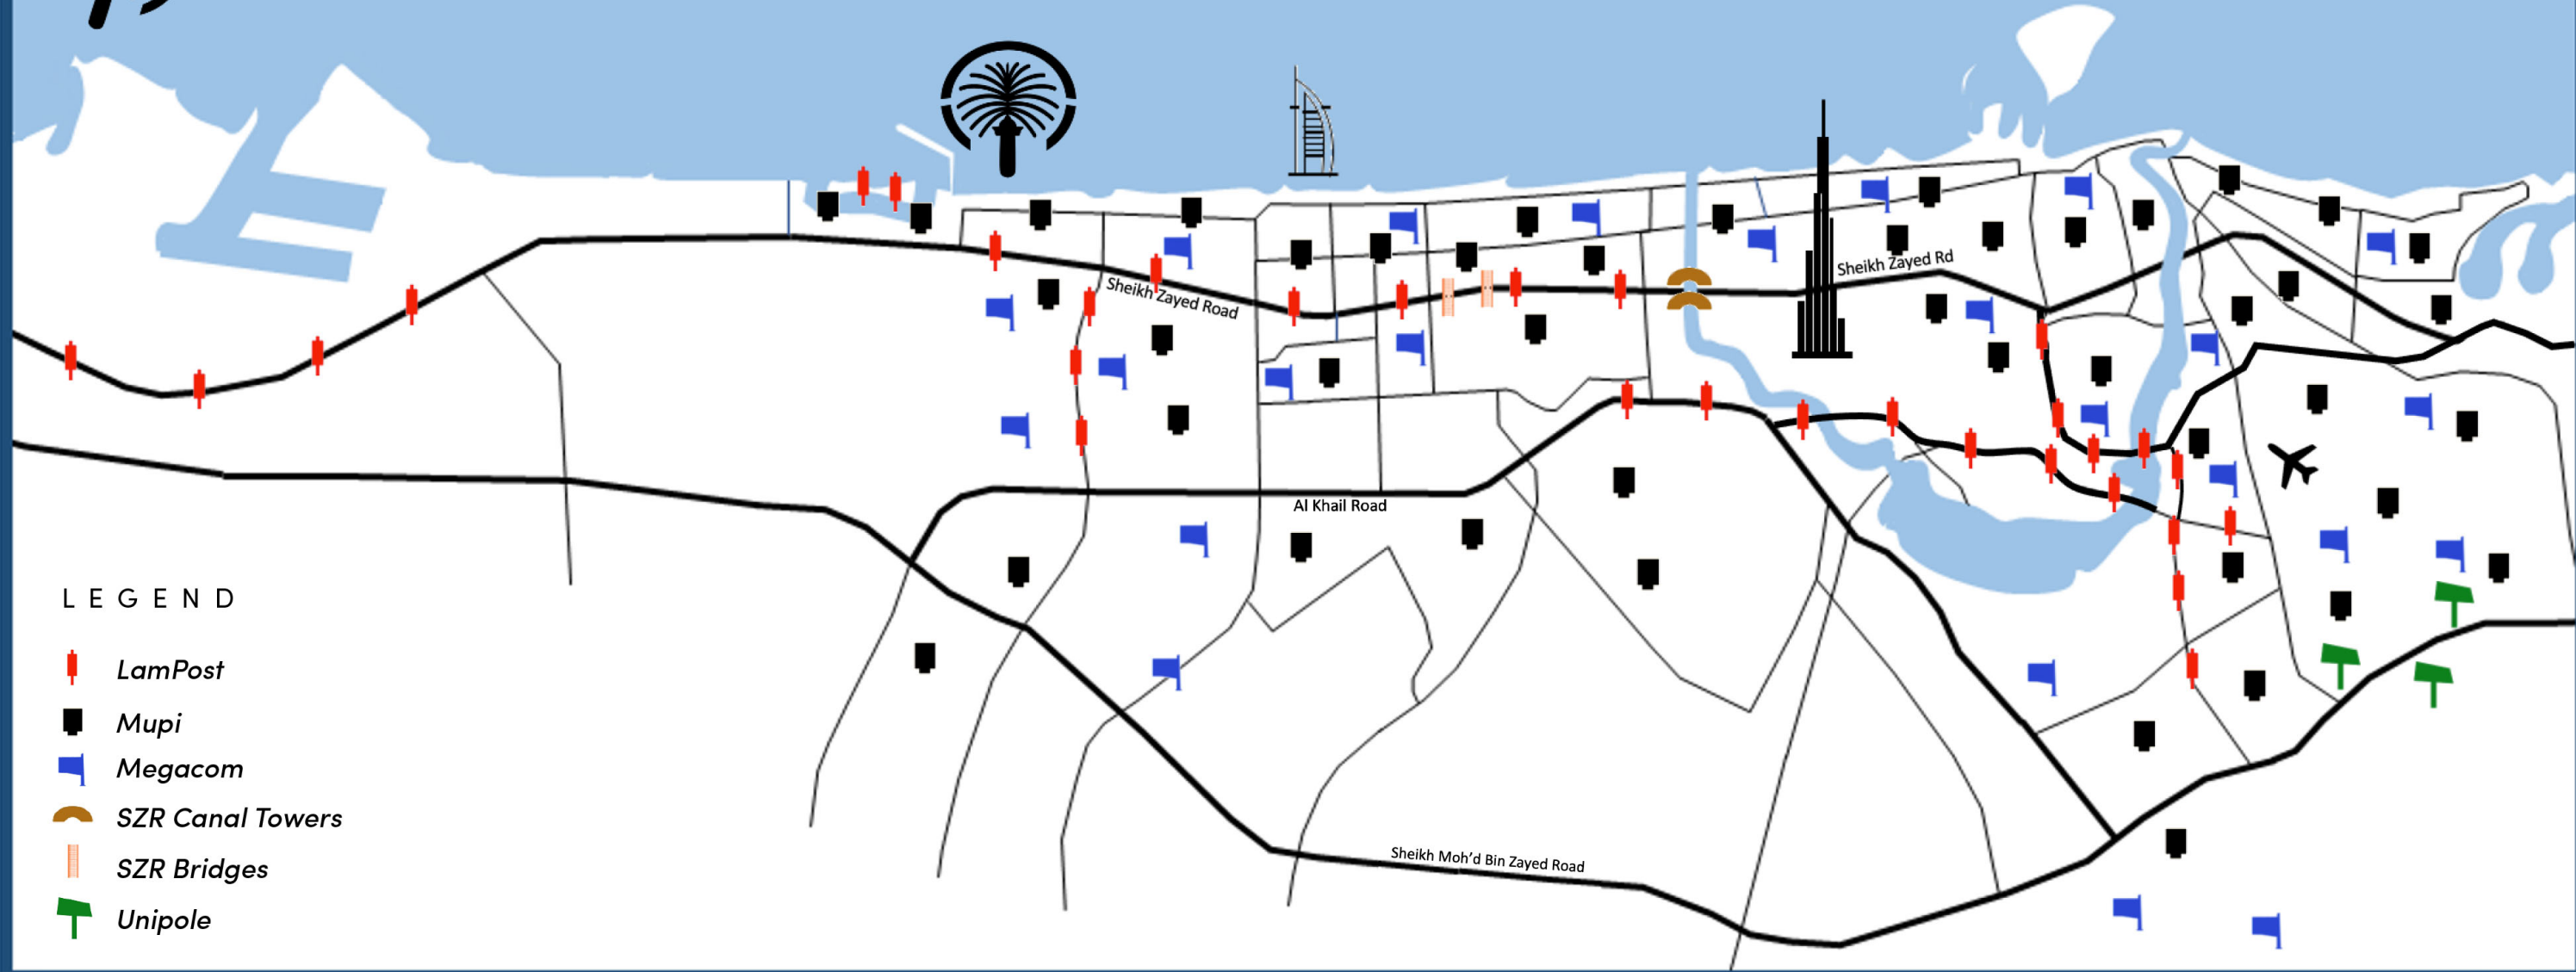 Sheikh Zayed Road
Sheikh Zayed Rd
Al Khail Road
Sheikh Moh'd Bin Zayed Road
LEGEND
LamPost
Mupi
Megacom
SZR Canal Towers
SZR Bridges
Unipole